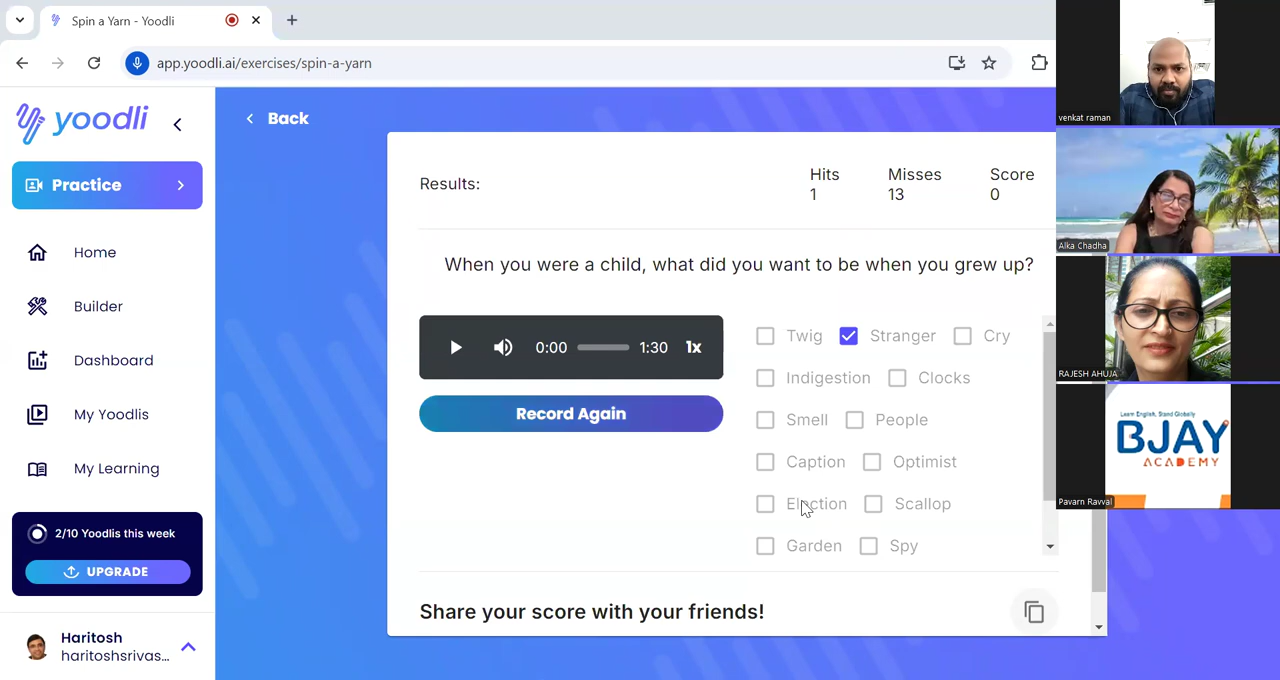 Spin a Yarn - Yoodli
app.yoodli.ai/exercises/spin-a-yarn
yoodli
Practice
Home
Builder
Dashboard
My Yoodlis
My Learning
2/10 Yoodlis this week
UPGRADE
Haritosh
haritoshsrivas...
Back
Results:
Hits Misses Score
1 13 0
When you were a child, what did you want to be when you grew up?
0:00 1:30 1x
Record Again
Twig Stranger Cry
Indigestion Clocks
Smell People
Caption Optimist
Election Scallop
Garden Spy
Share your score with your friends!
venkat raman
Alka Chadha
RAJESH AHUJA
Learn English, Stand Globally
BJAY
ACADEMY
Pavarn Ravval